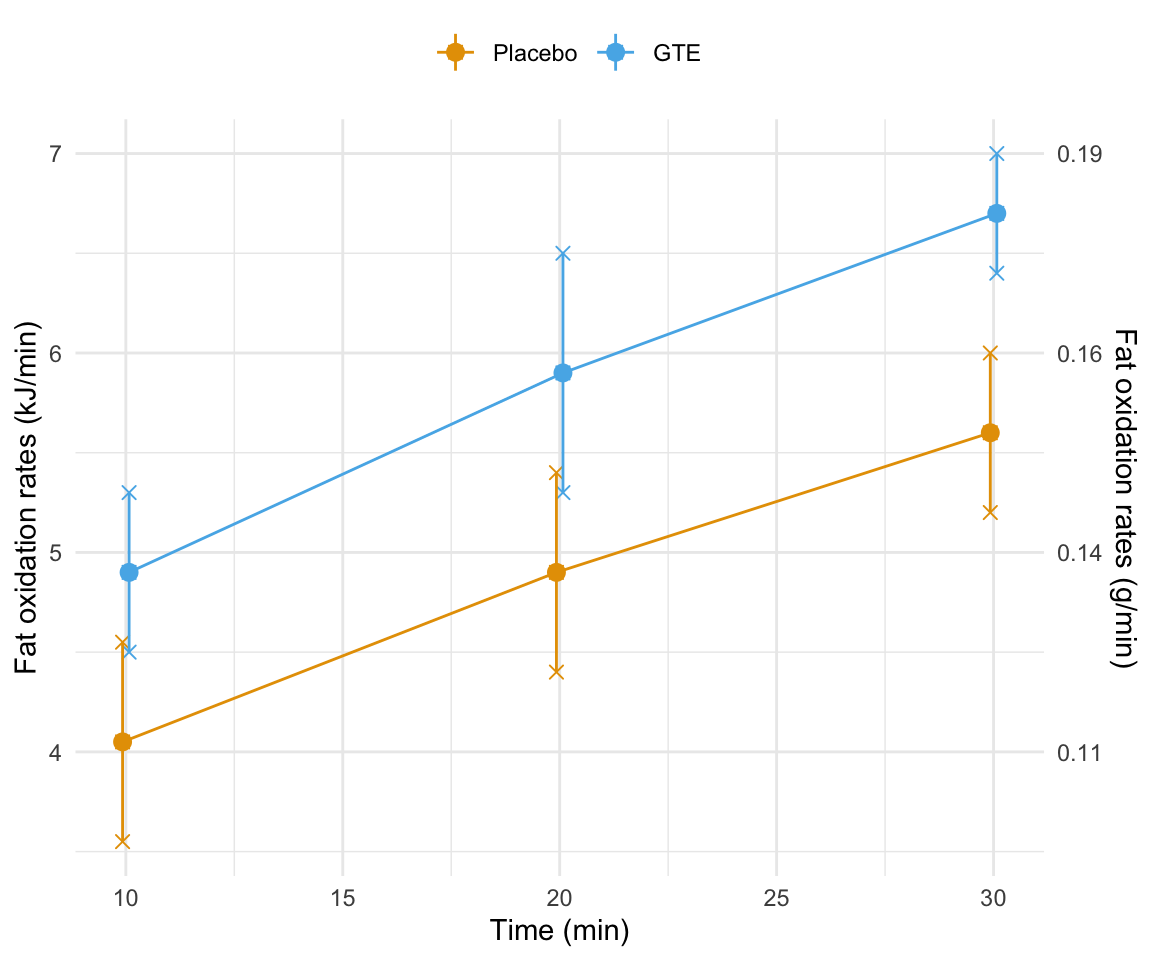 Placebo GTE
7
6
5
4
Fat oxidation rates (kJ/min)
0.19
0.16
0.14
0.11
Fat oxidation rates (g/min)
10 15 20 25 30
Time (min)